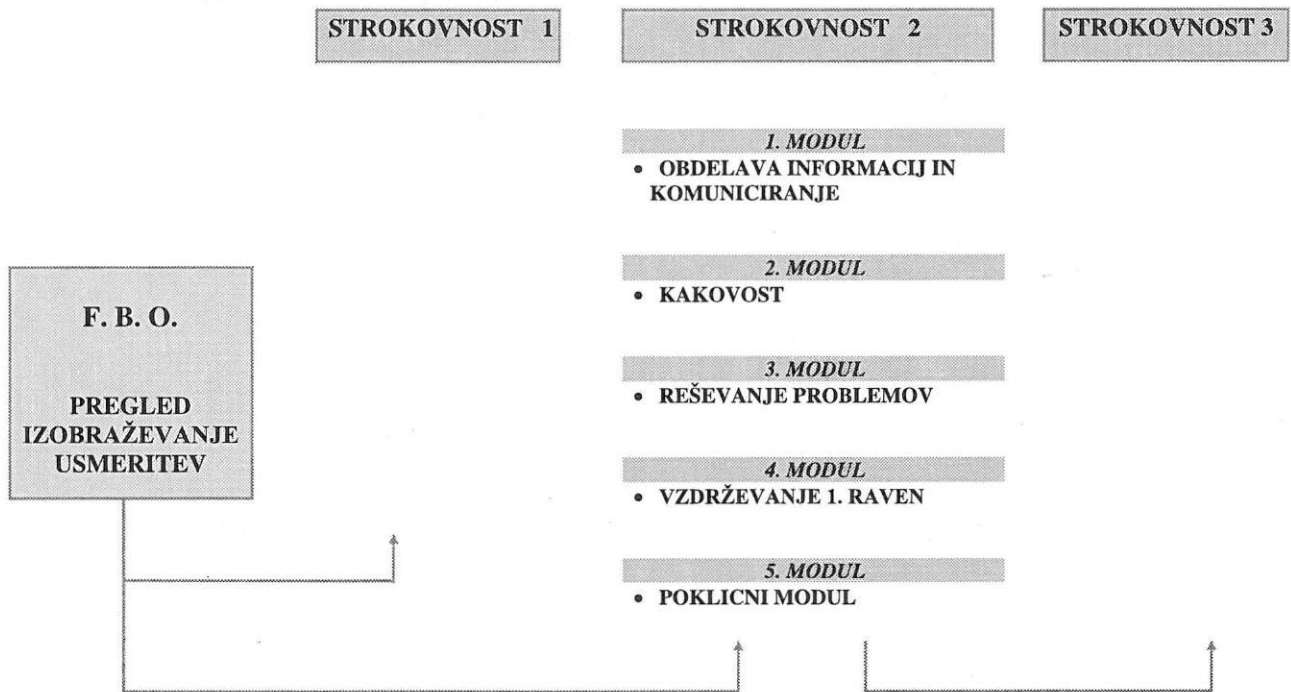 STROKOVNOST 1
STROKOVNOST 2
STROKOVNOST 3
1. MODUL
• OBDELAVA INFORMACIJ IN
KOMUNICIRANJE
2. MODUL
• KAKOVOST
F. B. O.
PREGLED
IZOBRAŽEVANJE
USMERITEV
3. MODUL
• REŠEVANJE PROBLEMOV
4. MODUL
• VZDRŽEVANJE 1. RAVEN
5. MODUL
• POKLICNI MODUL